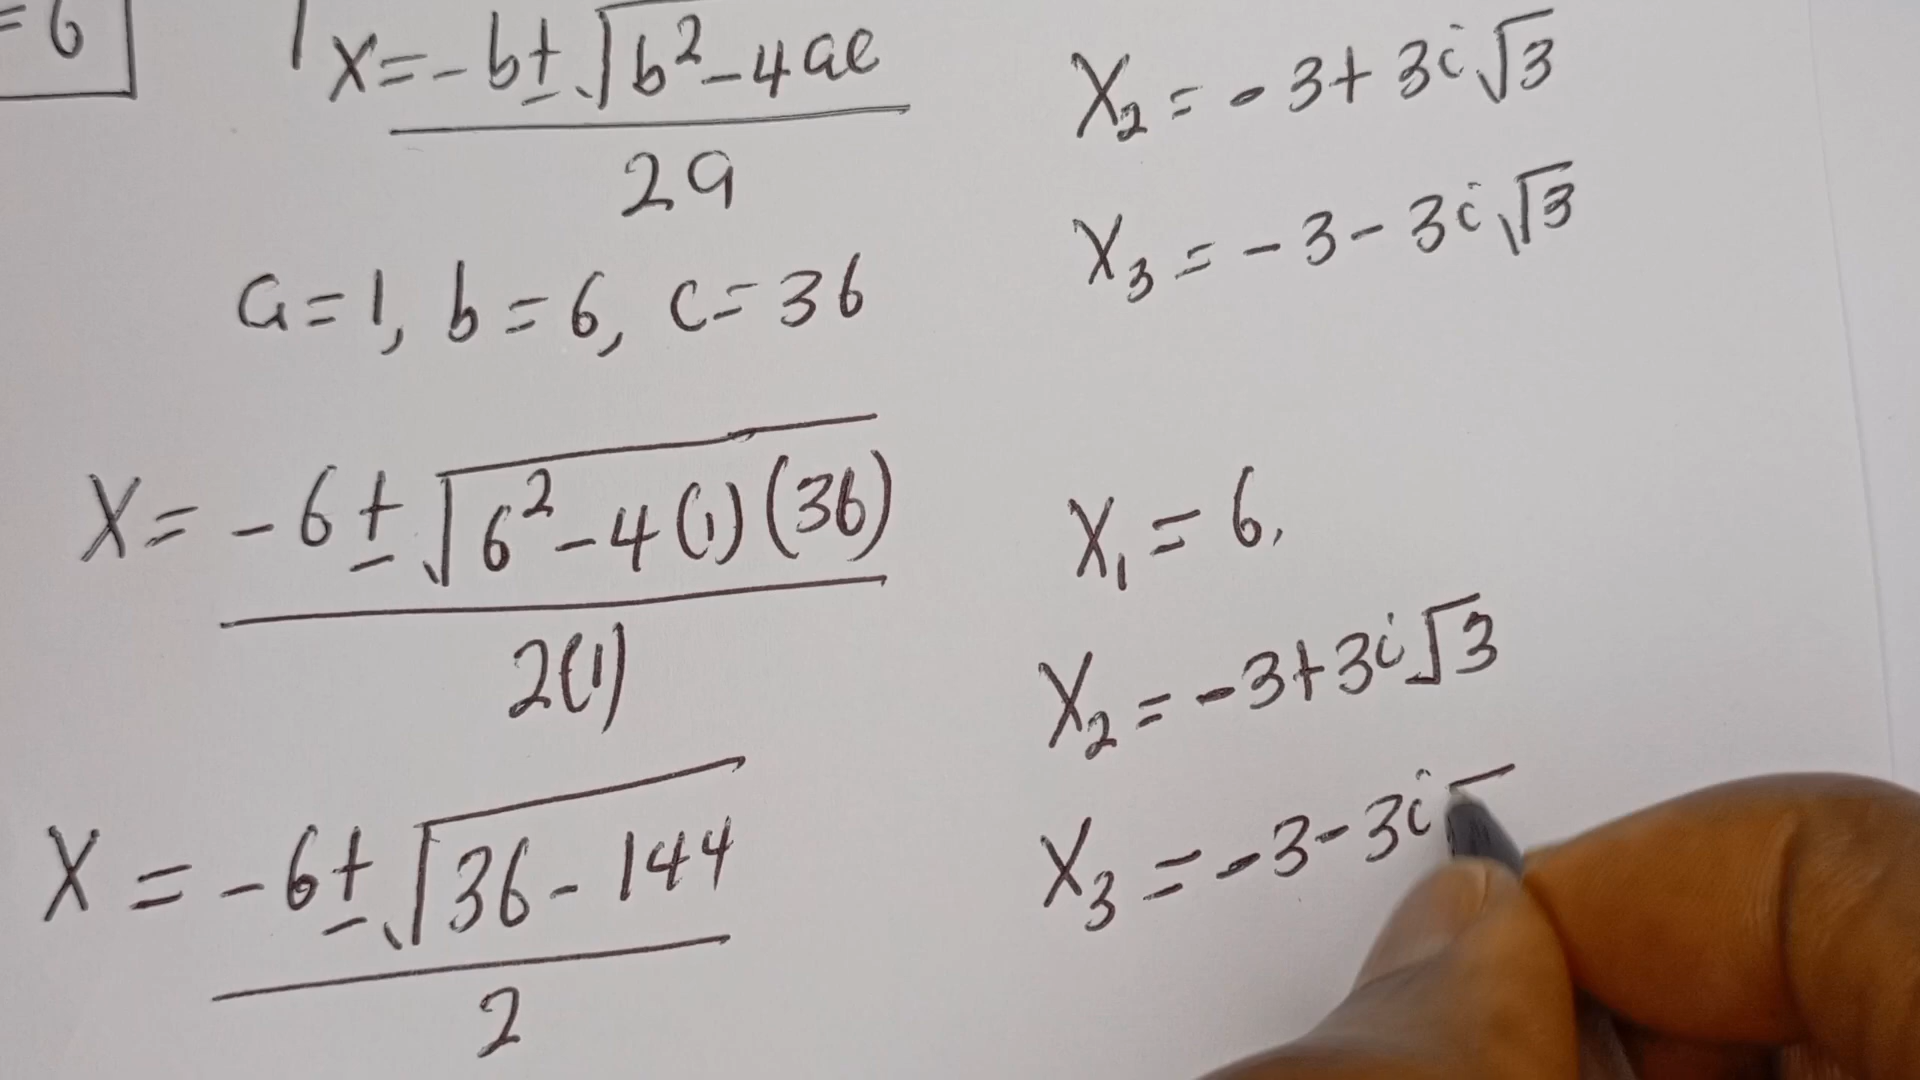 = 6
x = -b ± √b² - 4ac
2a
a = 1, b = 6, c = 36
X = -6 ± √6² - 4(1)(36)
2(1)
X = -6 ± √36 - 144
2
X₂ = -3 + 3i√3
X₃ = -3 - 3i√3
X₁ = 6,
X₂ = -3 + 3i√3
X₃ = -3 - 3i√